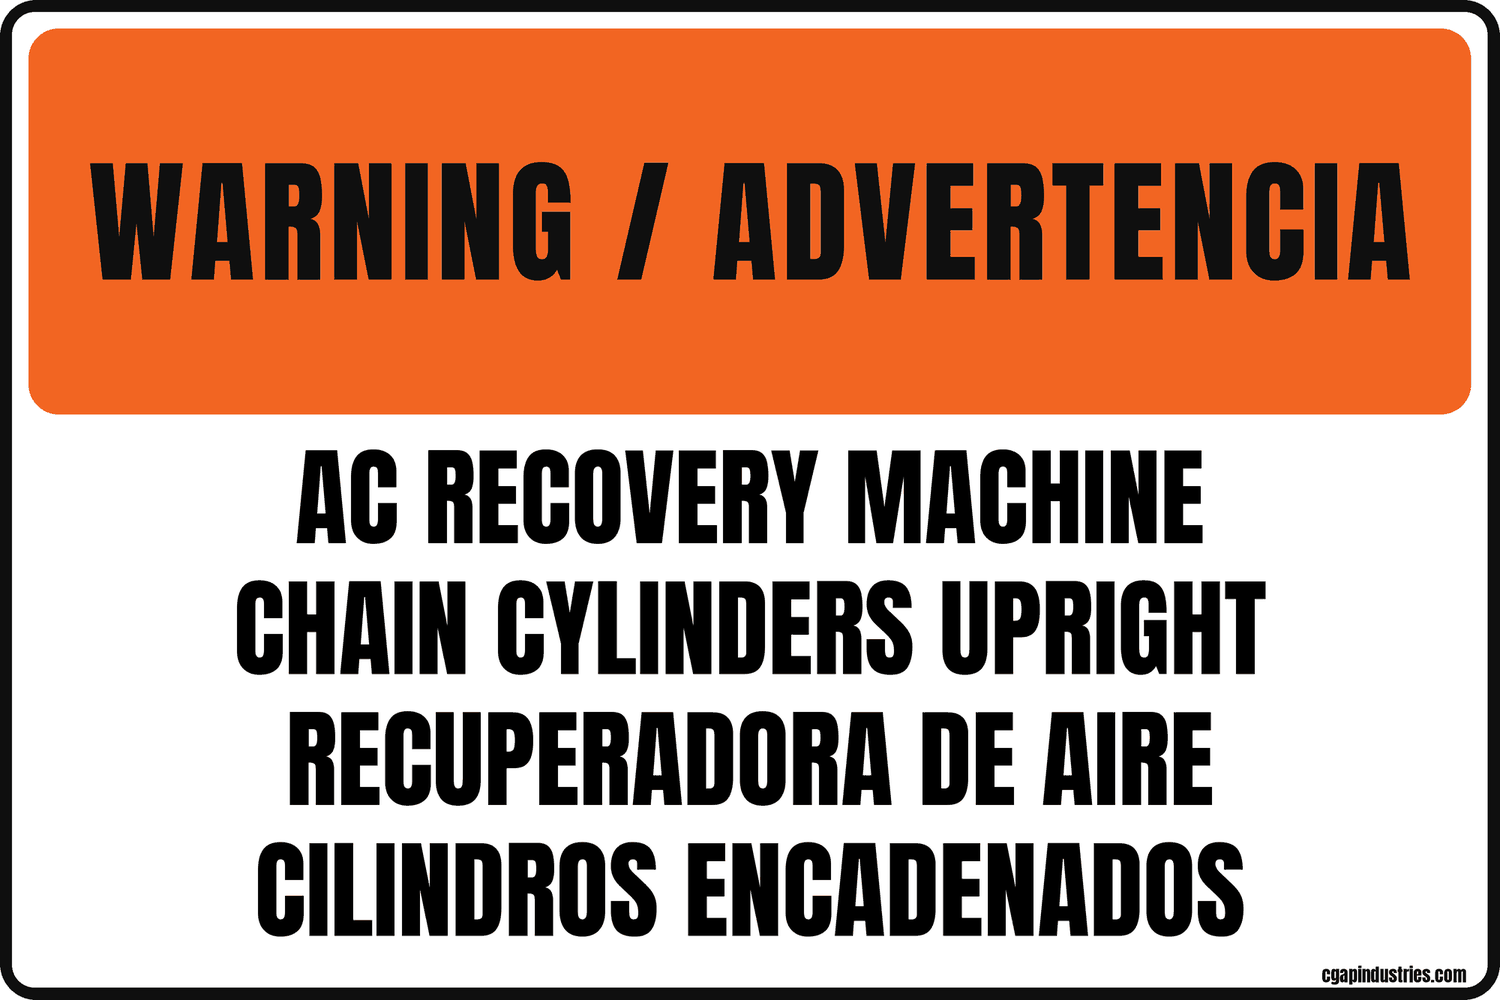 WARNING / ADVERTENCIA
AC RECOVERY MACHINE
CHAIN CYLINDERS UPRIGHT
RECUPERADORA DE AIRE
CILINDROS ENCADENADOS
cgapindustries.com